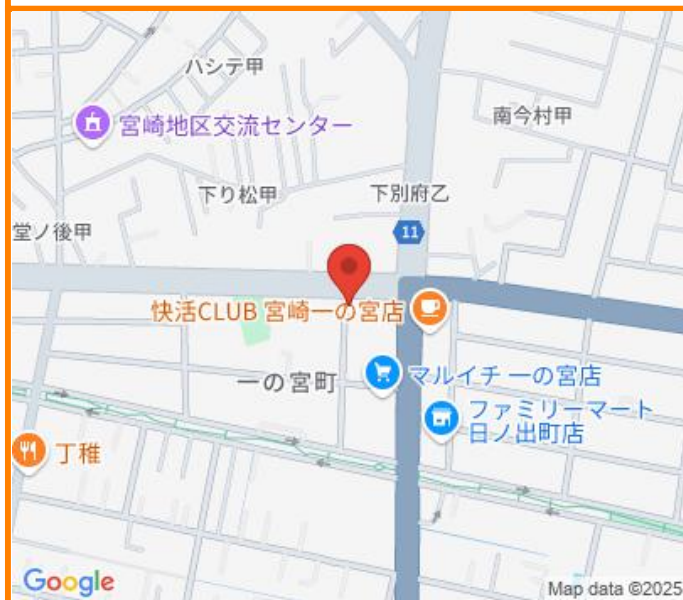 ハシテ甲
宮崎地区交流センター
南今村甲
下り松甲
下別府乙
堂ノ後甲
11
快活CLUB 宮崎一の宮店
マルイチ 一の宮店
一の宮町
ファミリーマート
日ノ出町店
丁稚
Google
Map data ©2025